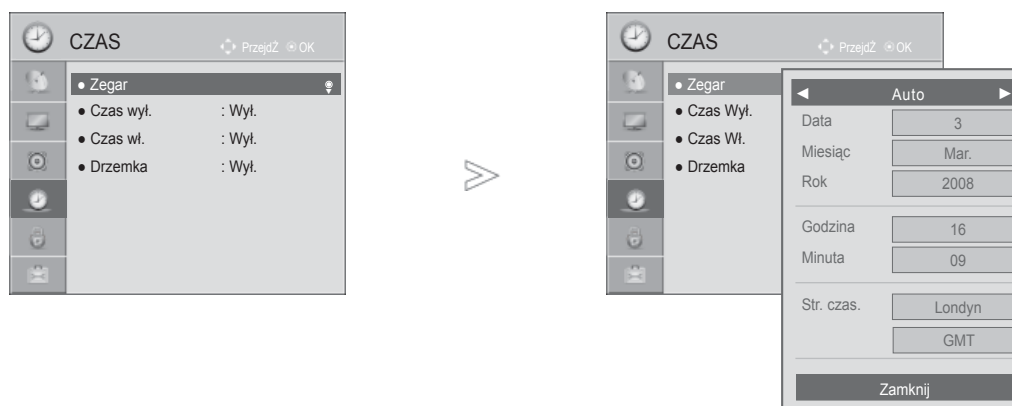 CZAS Przejdź OK
● Zegar
● Czas wył. : Wył.
● Czas wł. : Wył.
● Drzemka : Wył.
CZAS Przejdź OK
● Zegar
● Czas Wył.
● Czas Wł.
● Drzemka
◄ Auto ►
Data 3
Miesiąc Mar.
Rok 2008
Godzina 16
Minuta 09
Str. czas. Londyn
GMT
Zamknij